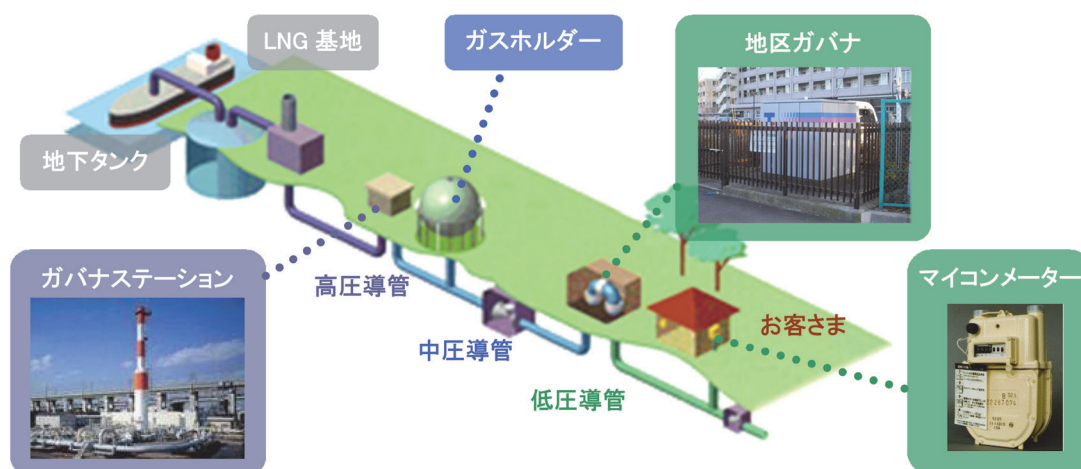 LNG 基地
ガスホルダー
地区ガバナ
地下タンク
ガバナステーション
高圧導管
中圧導管
低圧導管
お客さま
マイコンメーター